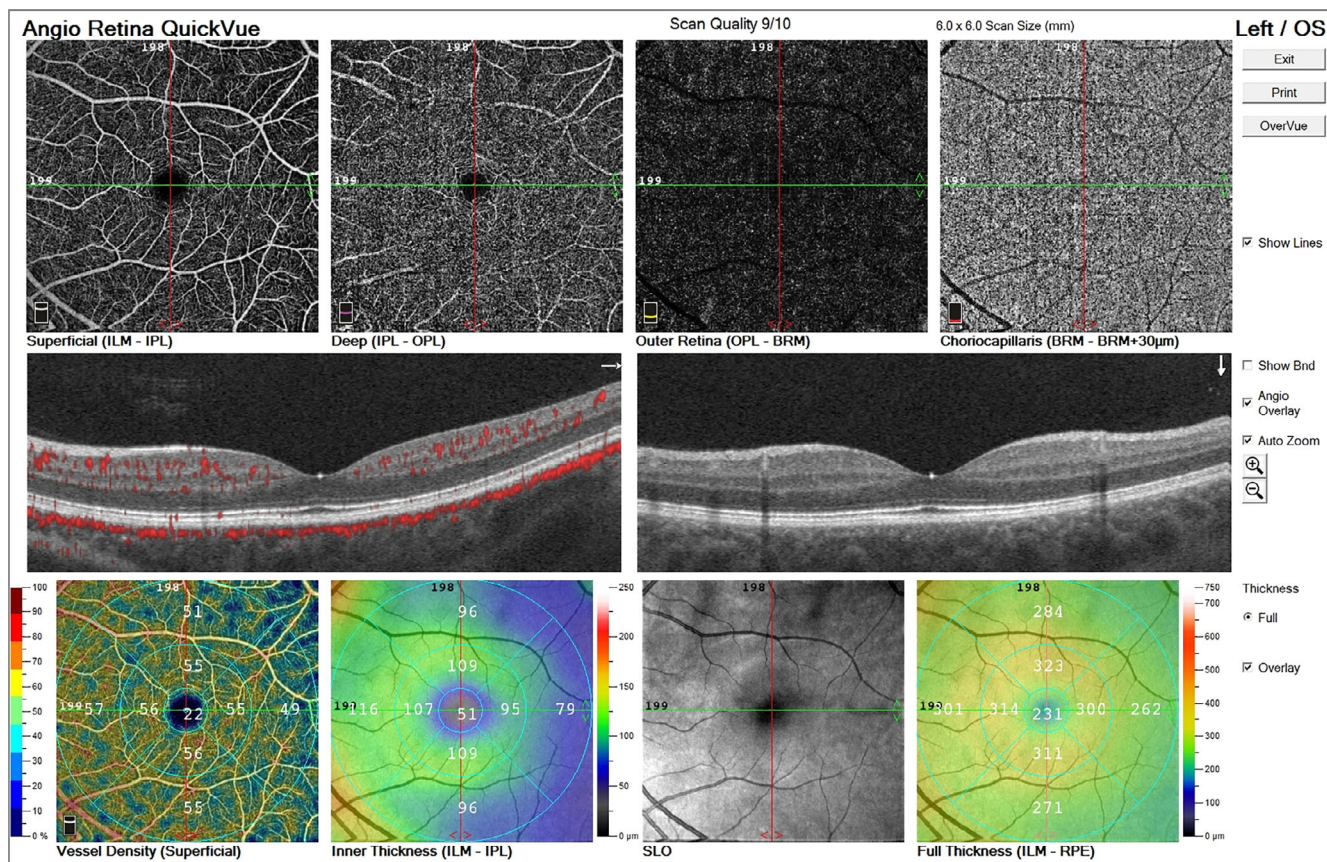 Angio Retina QuickVue
Scan Quality 9/10
6.0 x 6.0 Scan Size (mm)
Left / OS
198
198
198
198
199
199
199
199
Exit
Print
OverVue
Show Lines
Superficial (ILM - IPL)
Deep (IPL - OPL)
Outer Retina (OPL - BRM)
Choriocapillaris (BRM - BRM+30µm)
Show Bnd
Angio
Overlay
Auto Zoom
100
90
80
70
60
50
40
30
20
10
0 %
198
51
55
199
57 56 22 55 49
56
55
Vessel Density (Superficial)
198
96
109
199
116 107 51 95 79
109
96
Inner Thickness (ILM - IPL)
250
200
150
100
50
0 µm
198
199
SLO
198
284
323
199
301 314 231 300 262
311
271
Full Thickness (ILM - RPE)
750
700
600
500
400
300
200
100
0 µm
Thickness
Full
Overlay